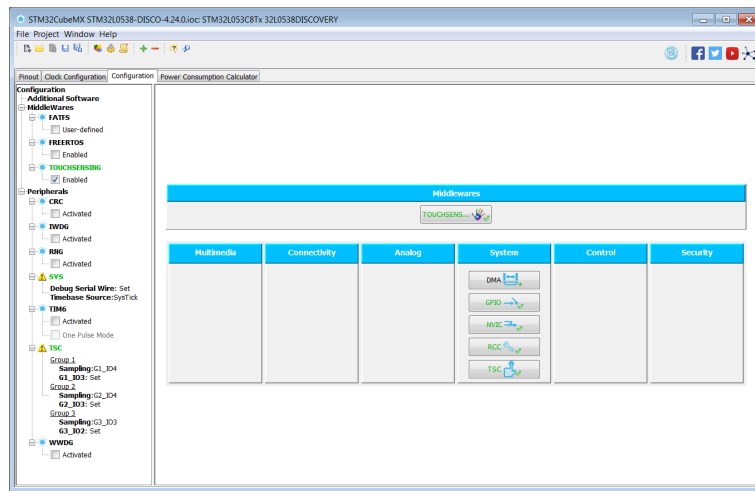 STM32CubeMX STM32L0538-DISCO-4.24.0.ioc: STM32L053C8Tx 32L0538DISCOVERY
File Project Window Help
Pinout Clock Configuration Configuration Power Consumption Calculator
Configuration
Additional Software
MiddleWares
FATFS
User-defined
FREERTOS
Enabled
TOUCHSENSING
Enabled
Peripherals
CRC
Activated
IWDG
Activated
RNG
Activated
SYS
Debug Serial Wire: Set
Timebase Source:SysTick
TIM6
Activated
One Pulse Mode
TSC
Group 1
Sampling:G1_IO4
G1_IO3: Set
Group 2
Sampling:G2_IO4
G2_IO3: Set
Group 3
Sampling:G3_IO3
G3_IO2: Set
WWDG
Activated
Middlewares
TOUCHSENS...
Multimedia Connectivity Analog System Control Security
DMA
GPIO
NVIC
RCC
TSC